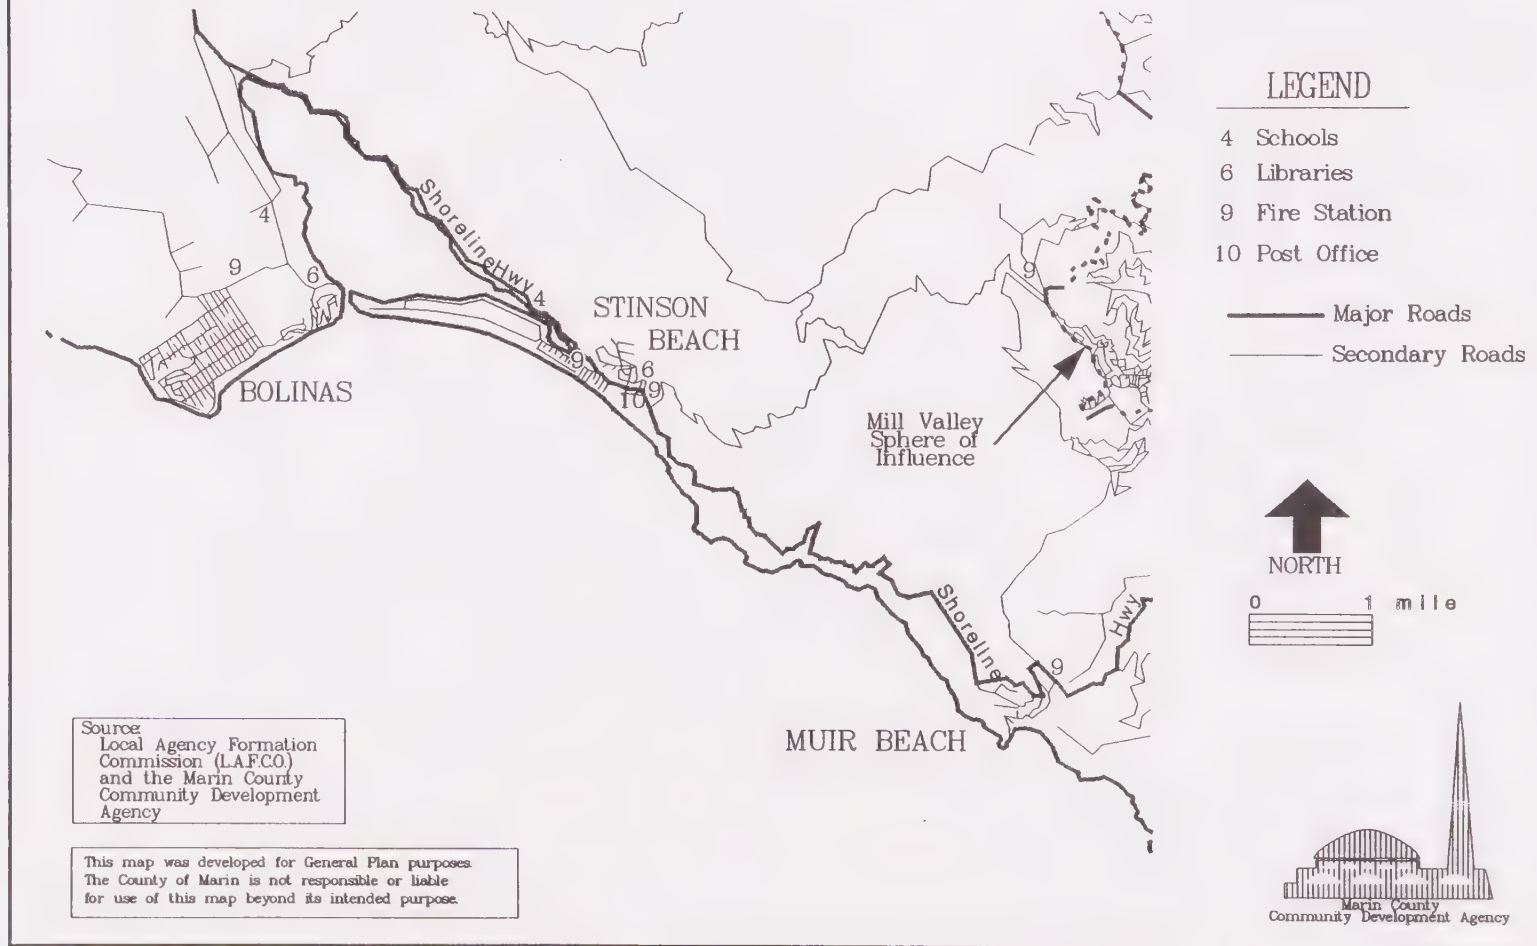 LEGEND
4 Schools
6 Libraries
9 Fire Station
10 Post Office
Major Roads
Secondary Roads
4
9
6
Shoreline Hwy
4
STINSON
BEACH
9
6
9
10
BOLINAS
9
Mill Valley
Sphere of
Influence
NORTH
0 1 mile
Shoreline
Hwy
9
MUIR BEACH
Source:
Local Agency Formation
Commission (L.A.F.C.O.)
and the Marin County
Community Development
Agency
This map was developed for General Plan purposes.
The County of Marin is not responsible or liable
for use of this map beyond its intended purpose.
Marin County
Community Development Agency